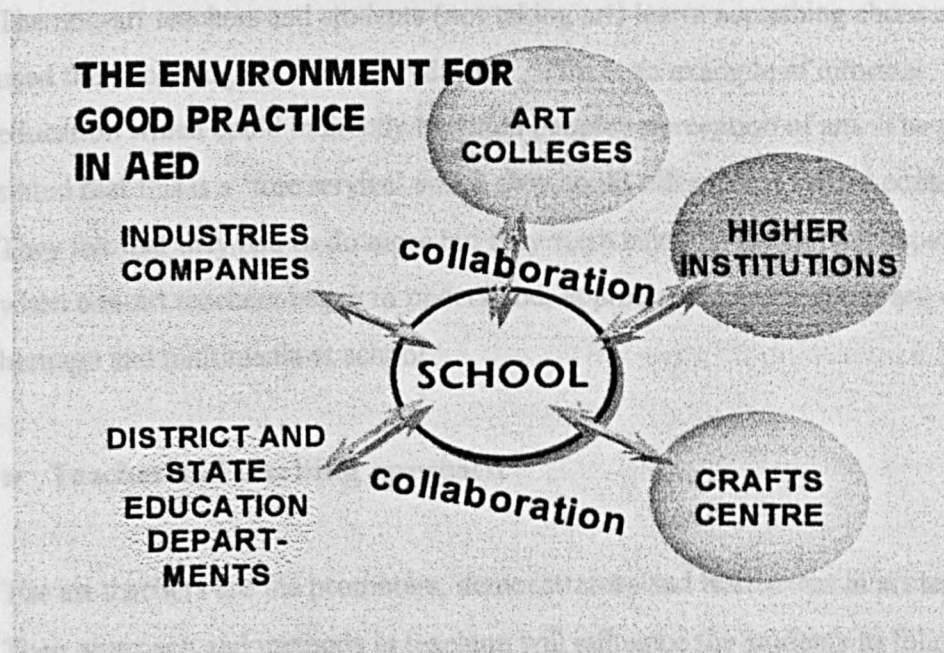 THE ENVIRONMENT FOR
GOOD PRACTICE
IN AED
ART
COLLEGES
INDUSTRIES
COMPANIES
collaboration
HIGHER
INSTITUTIONS
SCHOOL
DISTRICT AND
STATE
EDUCATION
DEPART-
MENTS
collaboration
CRAFTS
CENTRE